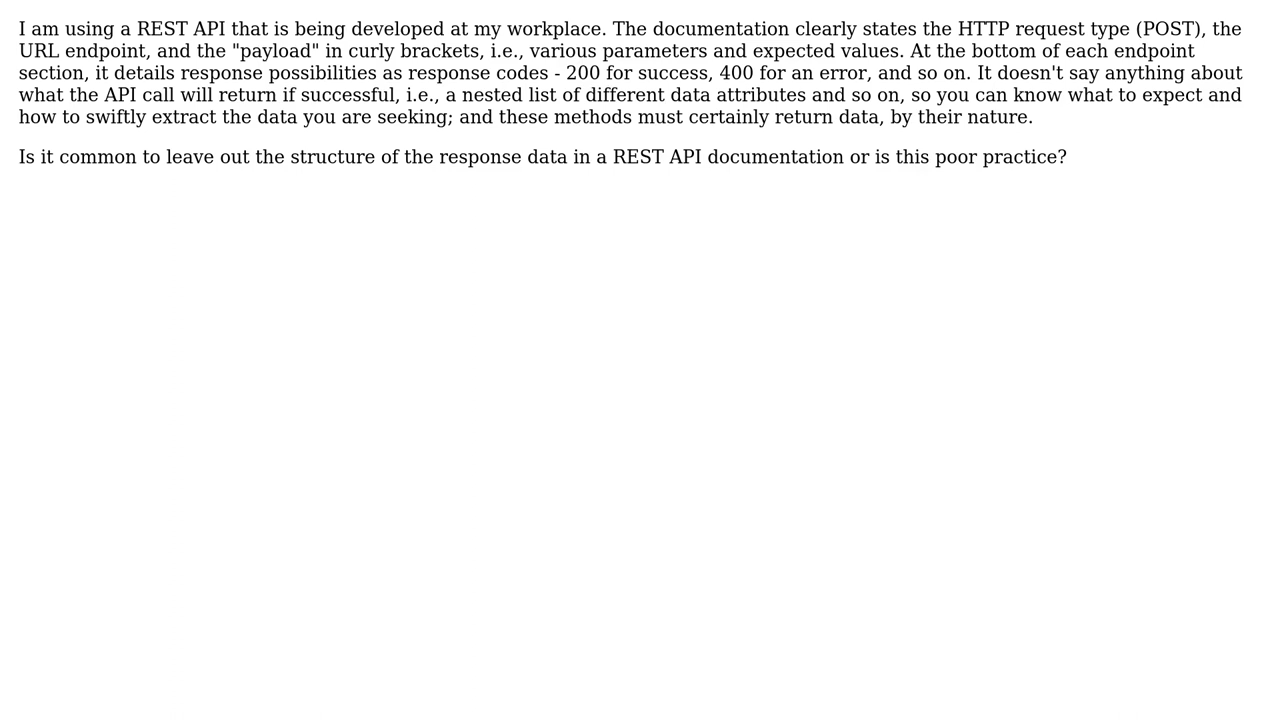 I am using a REST API that is being developed at my workplace. The documentation clearly states the HTTP request type (POST), the
URL endpoint, and the "payload" in curly brackets, i.e., various parameters and expected values. At the bottom of each endpoint
section, it details response possibilities as response codes - 200 for success, 400 for an error, and so on. It doesn't say anything about
what the API call will return if successful, i.e., a nested list of different data attributes and so on, so you can know what to expect and
how to swiftly extract the data you are seeking; and these methods must certainly return data, by their nature.
Is it common to leave out the structure of the response data in a REST API documentation or is this poor practice?